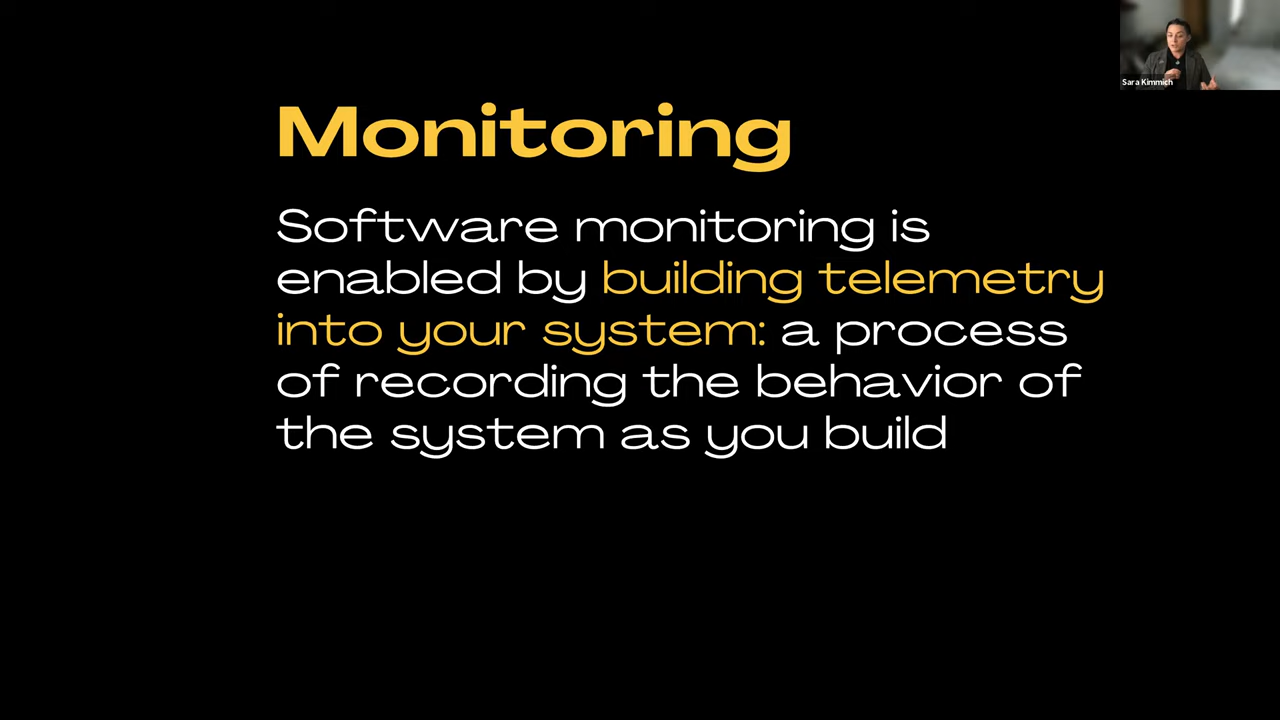 Monitoring
Software monitoring is
enabled by building telemetry
into your system: a process
of recording the behavior of
the system as you build
Sara Kimmich